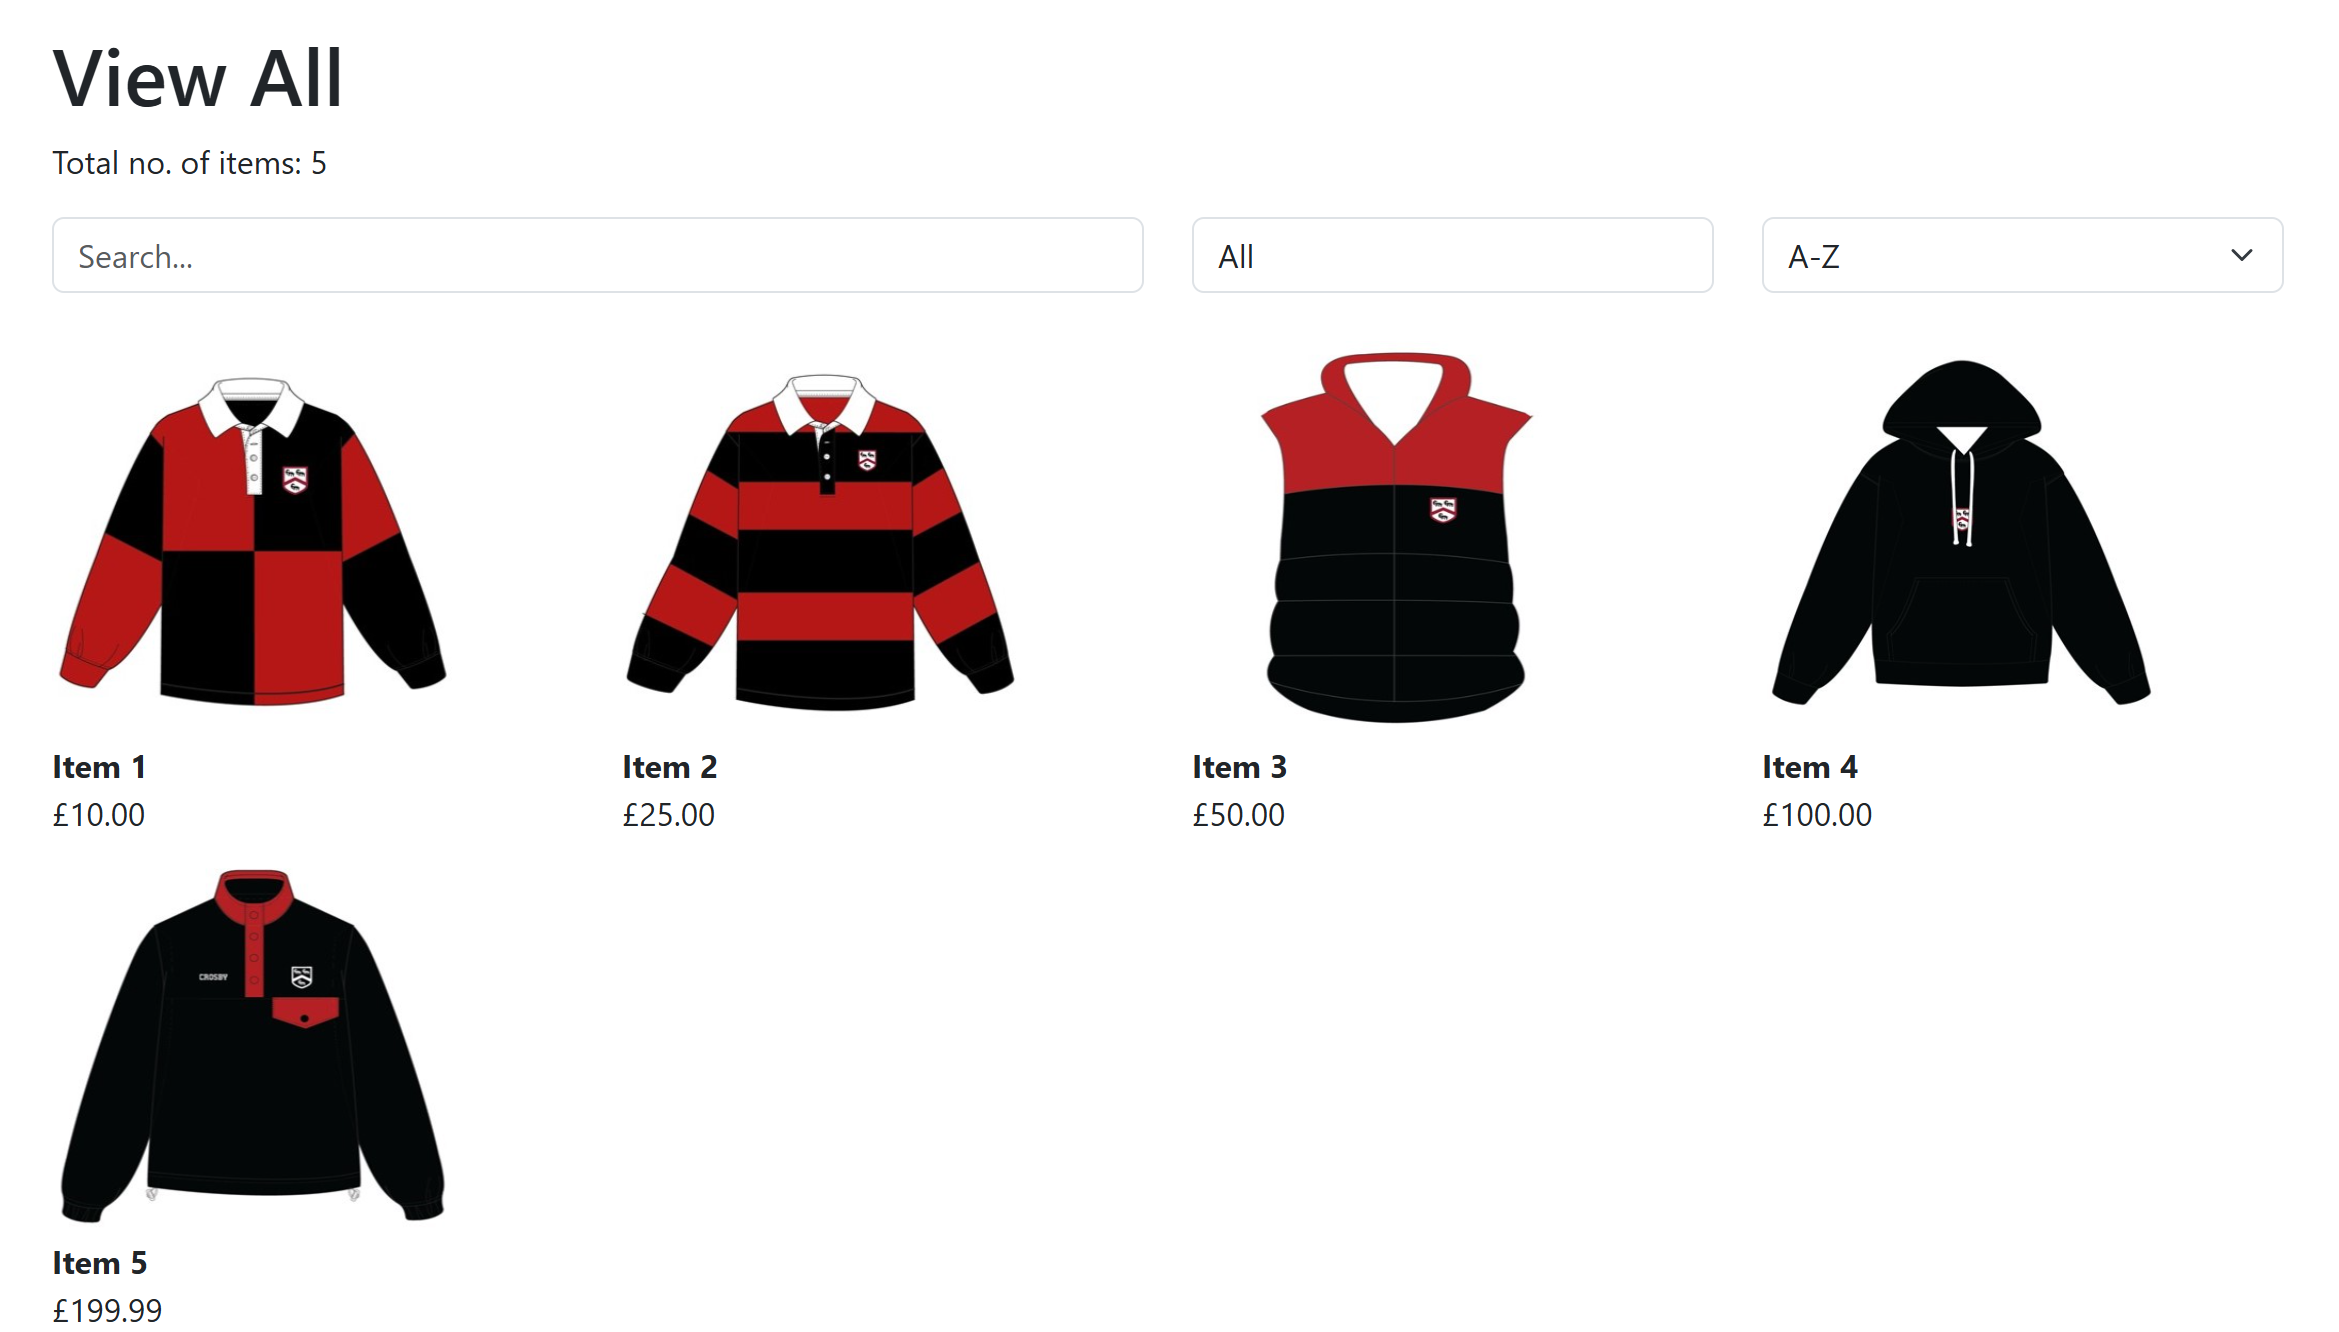 View All
Total no. of items: 5
Search...
All
A-Z
Item 1
£10.00
Item 2
£25.00
Item 3
£50.00
Item 4
£100.00
CROSBY
Item 5
£199.99